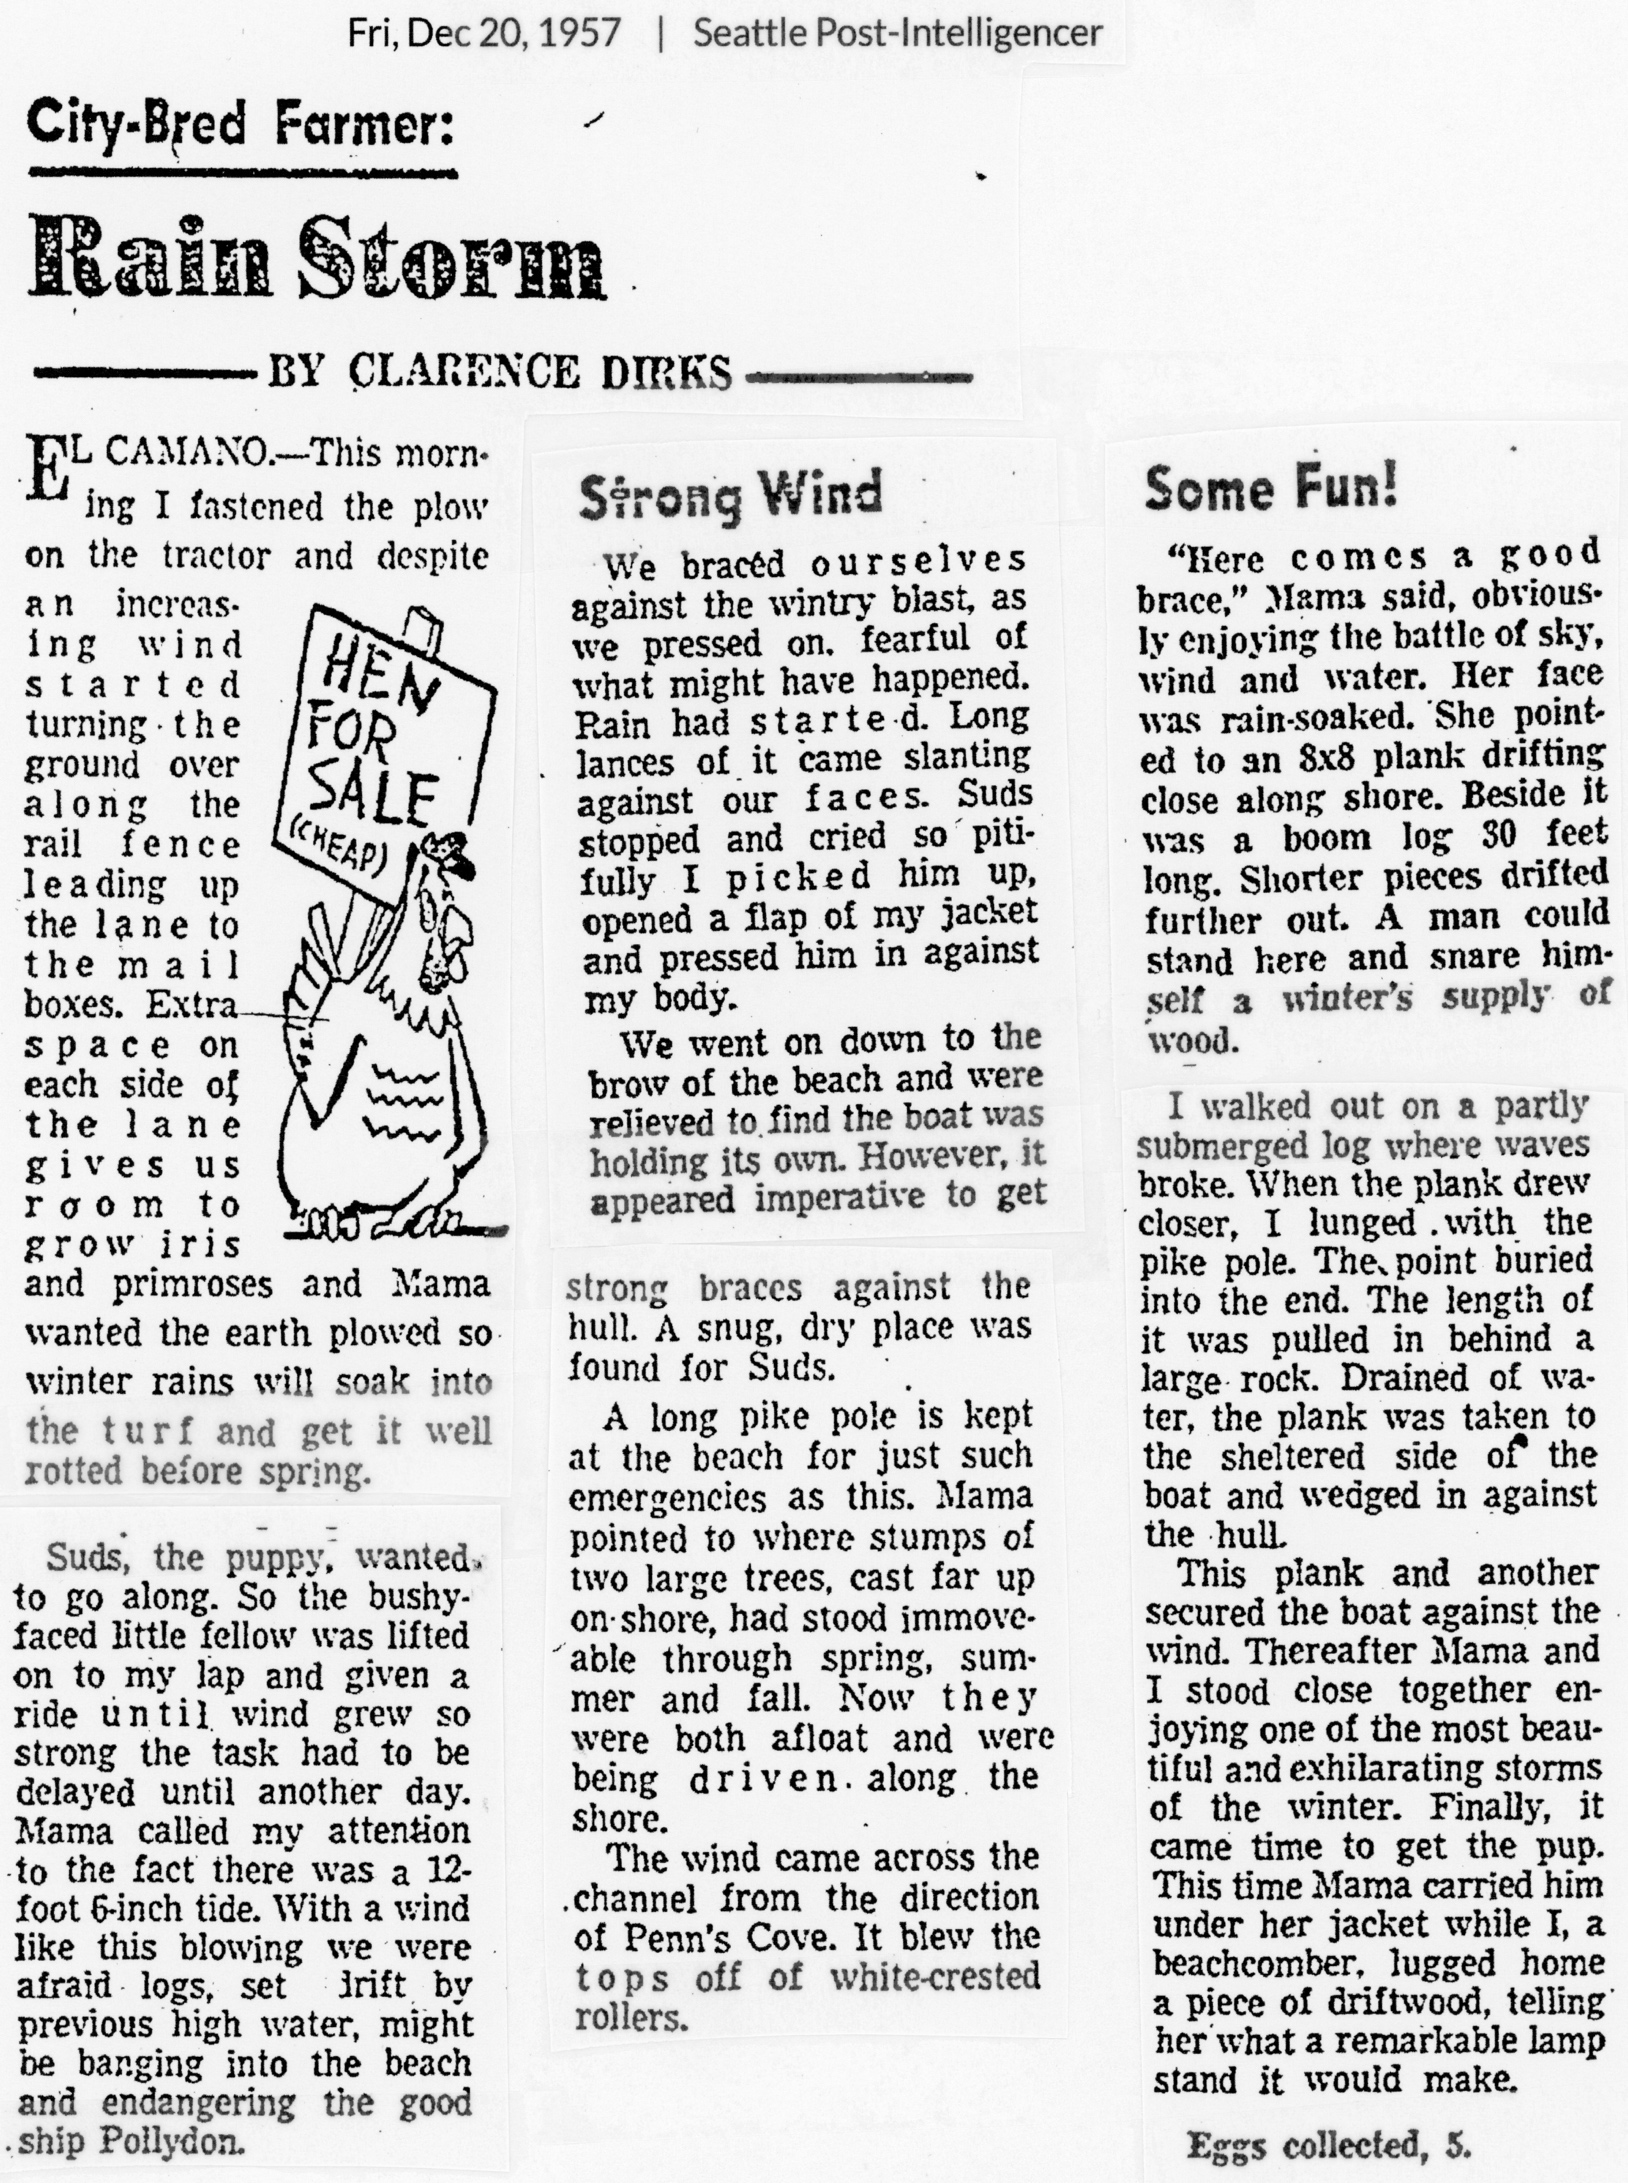 Fri, Dec 20, 1957 | Seattle Post-Intelligencer
City-Bred Farmer:
Rain Storm
BY CLARENCE DIRKS
EL CAMANO.—This morn-
ing I fastened the plow
on the tractor and despite
an increas-
ing wind
started
turning the
ground over
along the
rail fence
leading up
the lane to
the mail
boxes. Extra
space on
each side of
the lane
gives us
room to
grow iris
and primroses and Mama
wanted the earth plowed so
winter rains will soak into
the turf and get it well
rotted before spring.
HEN
FOR
SALE
(CHEAP)
Suds, the puppy, wanted
to go along. So the bushy-
faced little fellow was lifted
on to my lap and given a
ride until wind grew so
strong the task had to be
delayed until another day.
Mama called my attention
to the fact there was a 12-
foot 6-inch tide. With a wind
like this blowing we were
afraid logs, set drift by
previous high water, might
be banging into the beach
and endangering the good
ship Pollydon.
Strong Wind
We braced ourselves
against the wintry blast, as
we pressed on, fearful of
what might have happened.
Rain had started. Long
lances of it came slanting
against our faces. Suds
stopped and cried so piti-
fully I picked him up,
opened a flap of my jacket
and pressed him in against
my body.
We went on down to the
brow of the beach and were
relieved to find the boat was
holding its own. However, it
appeared imperative to get
strong braces against the
hull. A snug, dry place was
found for Suds.
A long pike pole is kept
at the beach for just such
emergencies as this. Mama
pointed to where stumps of
two large trees, cast far up
on shore, had stood immove-
able through spring, sum-
mer and fall. Now they
were both afloat and were
being driven along the
shore.
The wind came across the
channel from the direction
of Penn's Cove. It blew the
tops off of white-crested
rollers.
Some Fun!
"Here comes a good
brace," Mama said, obvious-
ly enjoying the battle of sky,
wind and water. Her face
was rain-soaked. She point-
ed to an 8x8 plank drifting
close along shore. Beside it
was a boom log 30 feet
long. Shorter pieces drifted
further out. A man could
stand here and snare him-
self a winter's supply of
wood.
I walked out on a partly
submerged log where waves
broke. When the plank drew
closer, I lunged with the
pike pole. The point buried
into the end. The length of
it was pulled in behind a
large rock. Drained of wa-
ter, the plank was taken to
the sheltered side of the
boat and wedged in against
the hull.
This plank and another
secured the boat against the
wind. Thereafter Mama and
I stood close together en-
joying one of the most beau-
tiful and exhilarating storms
of the winter. Finally, it
came time to get the pup.
This time Mama carried him
under her jacket while I, a
beachcomber, lugged home
a piece of driftwood, telling
her what a remarkable lamp
stand it would make.
Eggs collected, 5.